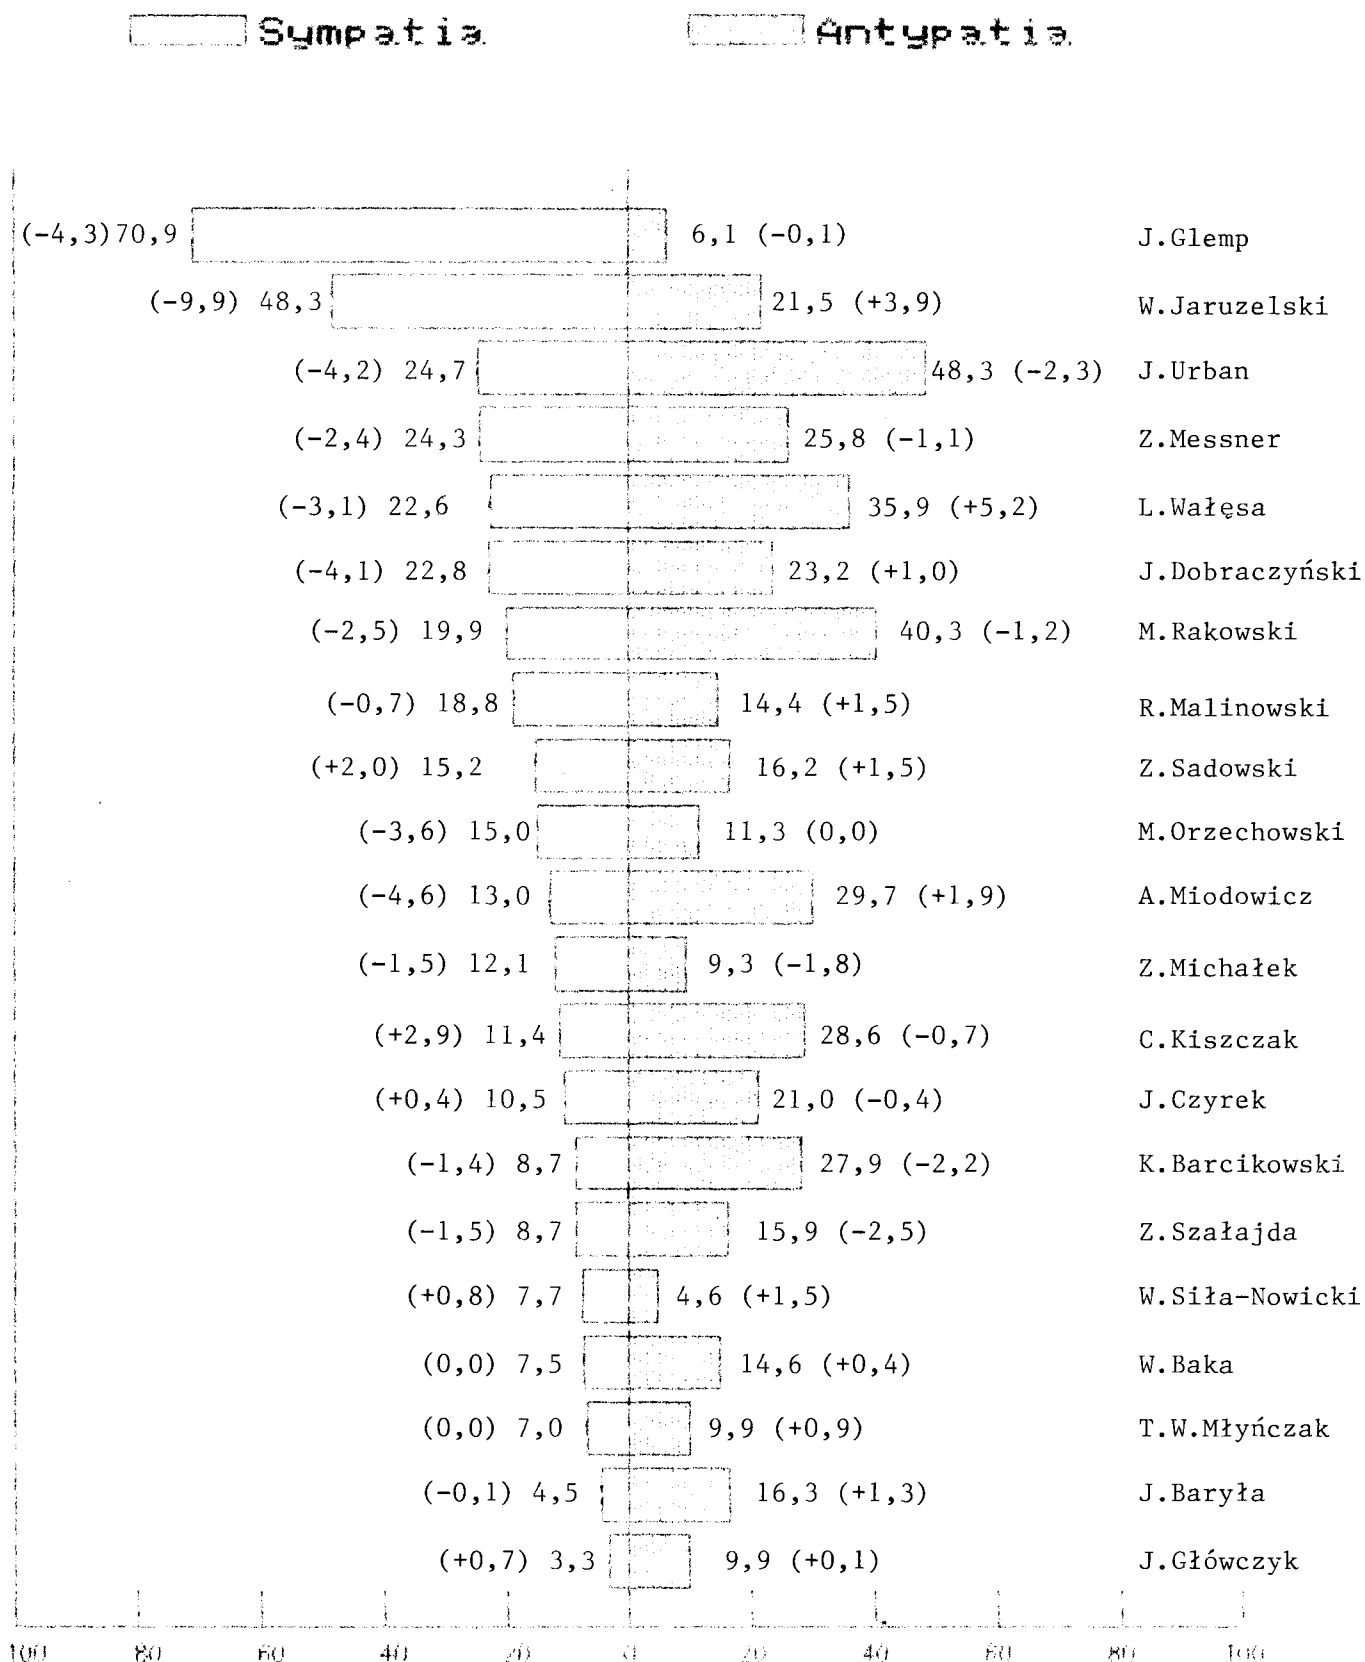 Sympatia Antypatia
(-4,3)70,9 6,1 (-0,1) J.Glemp
(-9,9) 48,3 21,5 (+3,9) W.Jaruzelski
(-4,2) 24,7 48,3 (-2,3) J.Urban
(-2,4) 24,3 25,8 (-1,1) Z.Messner
(-3,1) 22,6 35,9 (+5,2) L.Wałęsa
(-4,1) 22,8 23,2 (+1,0) J.Dobraczyński
(-2,5) 19,9 40,3 (-1,2) M.Rakowski
(-0,7) 18,8 14,4 (+1,5) R.Malinowski
(+2,0) 15,2 16,2 (+1,5) Z.Sadowski
(-3,6) 15,0 11,3 (0,0) M.Orzechowski
(-4,6) 13,0 29,7 (+1,9) A.Miodowicz
(-1,5) 12,1 9,3 (-1,8) Z.Michałek
(+2,9) 11,4 28,6 (-0,7) C.Kiszczak
(+0,4) 10,5 21,0 (-0,4) J.Czyrek
(-1,4) 8,7 27,9 (-2,2) K.Barcikowski
(-1,5) 8,7 15,9 (-2,5) Z.Szałajda
(+0,8) 7,7 4,6 (+1,5) W.Siła-Nowicki
(0,0) 7,5 14,6 (+0,4) W.Baka
(0,0) 7,0 9,9 (+0,9) T.W.Młyńczak
(-0,1) 4,5 16,3 (+1,3) J.Baryła
(+0,7) 3,3 9,9 (+0,1) J.Główczyk
100 80 60 40 20 0 20 40 60 80 100